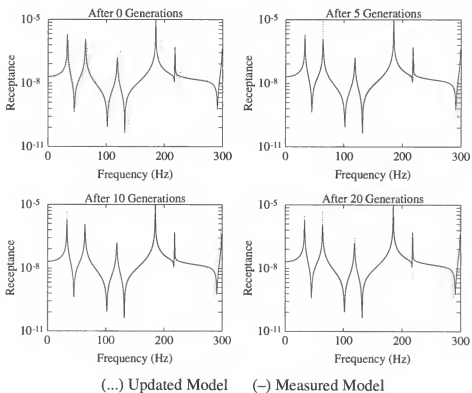 After 0 Generations
10-5
10-8
10-11
Receptance
0
100
200
300
Frequency (Hz)
After 5 Generations
10-5
10-8
10-11
Receptance
0
100
200
300
Frequency (Hz)
After 10 Generations
10-5
10-8
10-11
Receptance
0
100
200
300
Frequency (Hz)
After 20 Generations
10-5
10-8
10-11
Receptance
0
100
200
300
Frequency (Hz)
(...) Updated Model (–) Measured Model